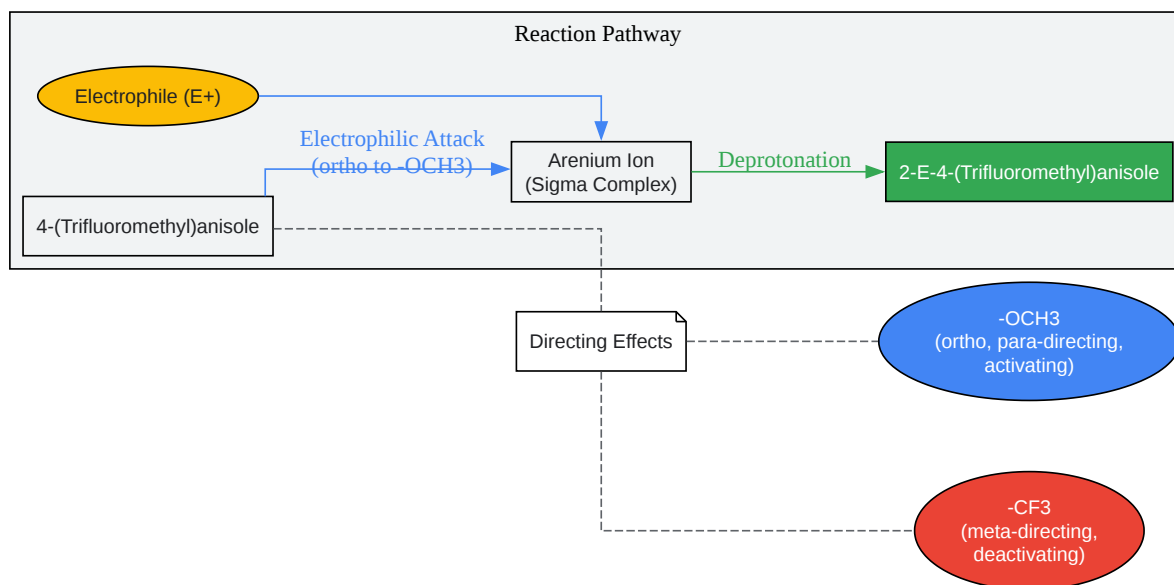 Reaction Pathway
Electrophile (E+)
Electrophilic Attack
(ortho to -OCH3)
Arenium Ion
(Sigma Complex)
Deprotonation
2-E-4-(Trifluoromethyl)anisole
4-(Trifluoromethyl)anisole
Directing Effects
-OCH3
(ortho, para-directing,
activating)
-CF3
(meta-directing,
deactivating)